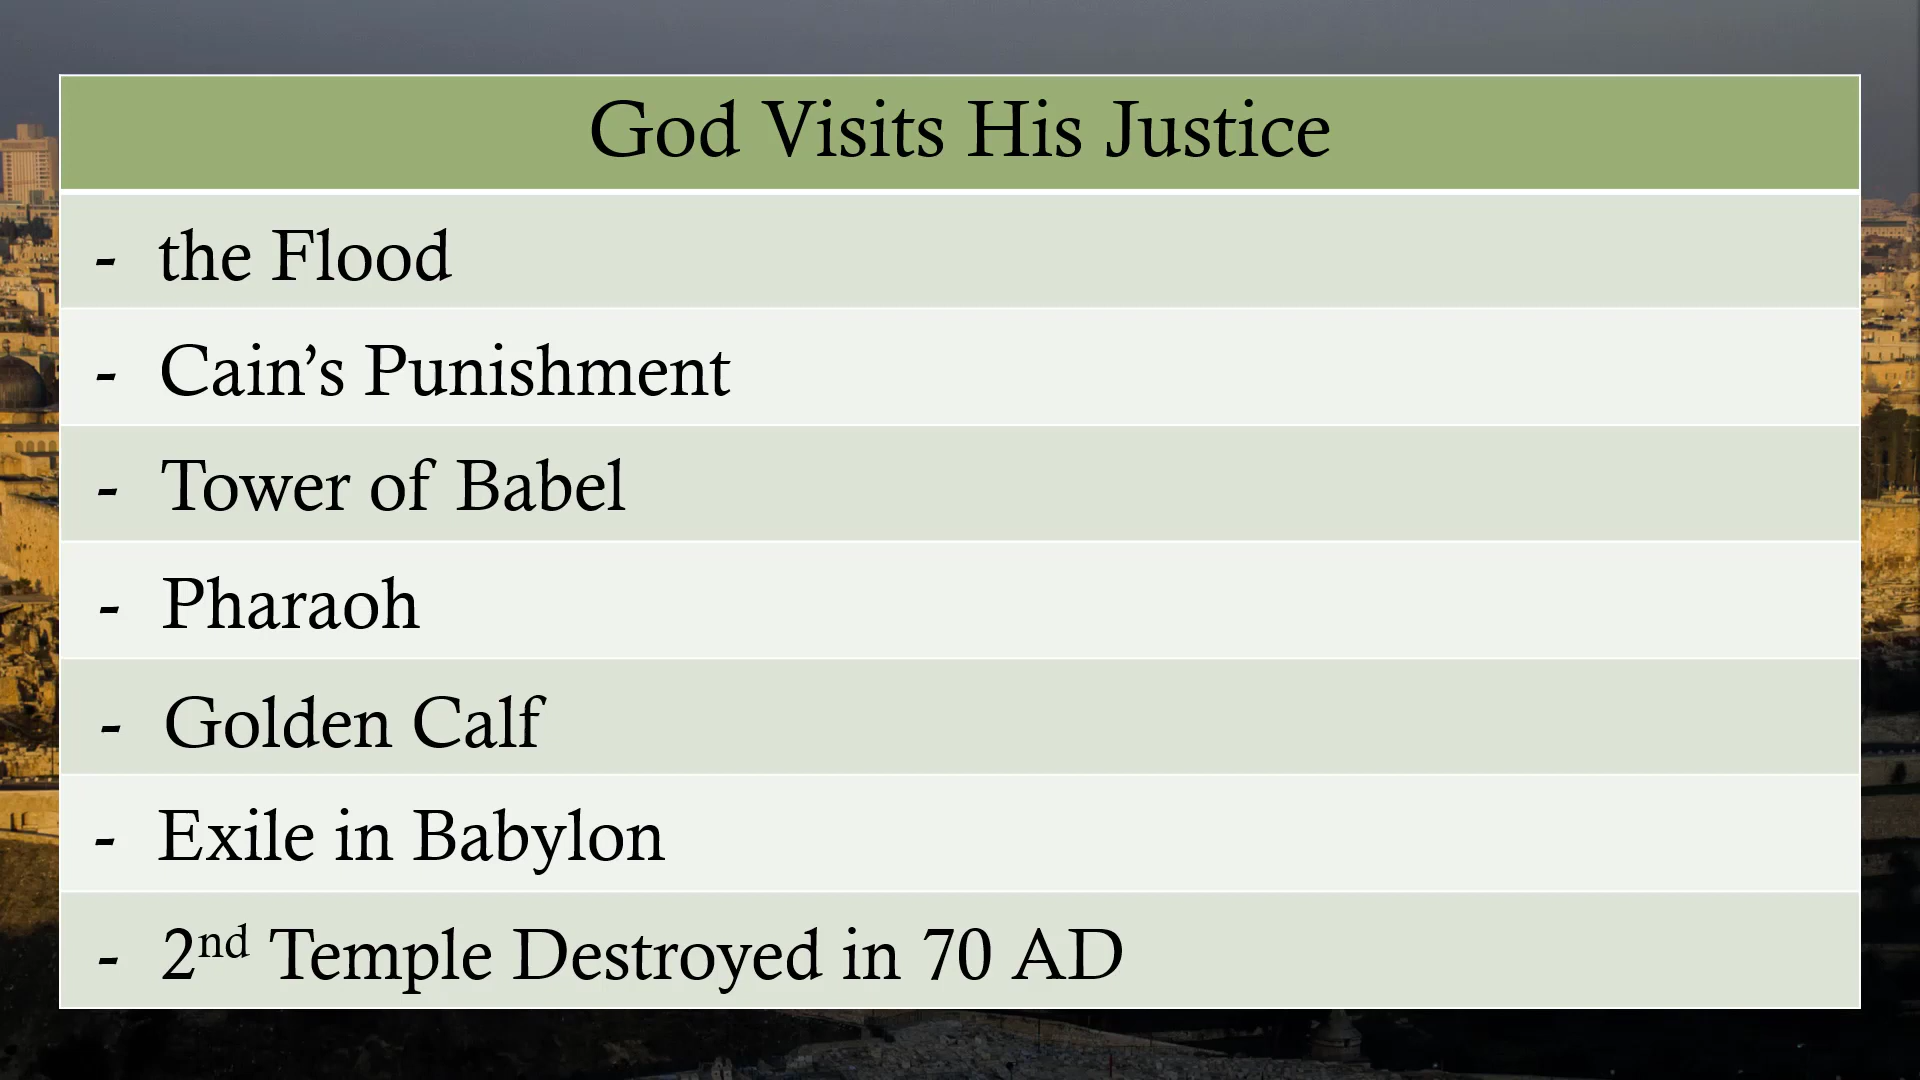 God Visits His Justice
- the Flood
- Cain’s Punishment
- Tower of Babel
- Pharaoh
- Golden Calf
- Exile in Babylon
- 2nd Temple Destroyed in 70 AD